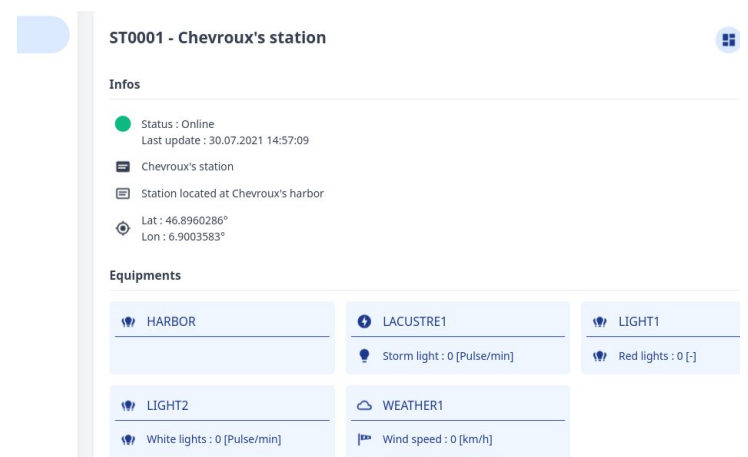 ST0001 - Chevroux's station
Infos
Status : Online
Last update : 30.07.2021 14:57:09
Chevroux's station
Station located at Chevroux's harbor
Lat : 46.8960286°
Lon : 6.9003583°
Equipments
HARBOR
LACUSTRE1
Storm light : 0 [Pulse/min]
LIGHT1
Red lights : 0 [-]
LIGHT2
White lights : 0 [Pulse/min]
WEATHER1
Wind speed : 0 [km/h]